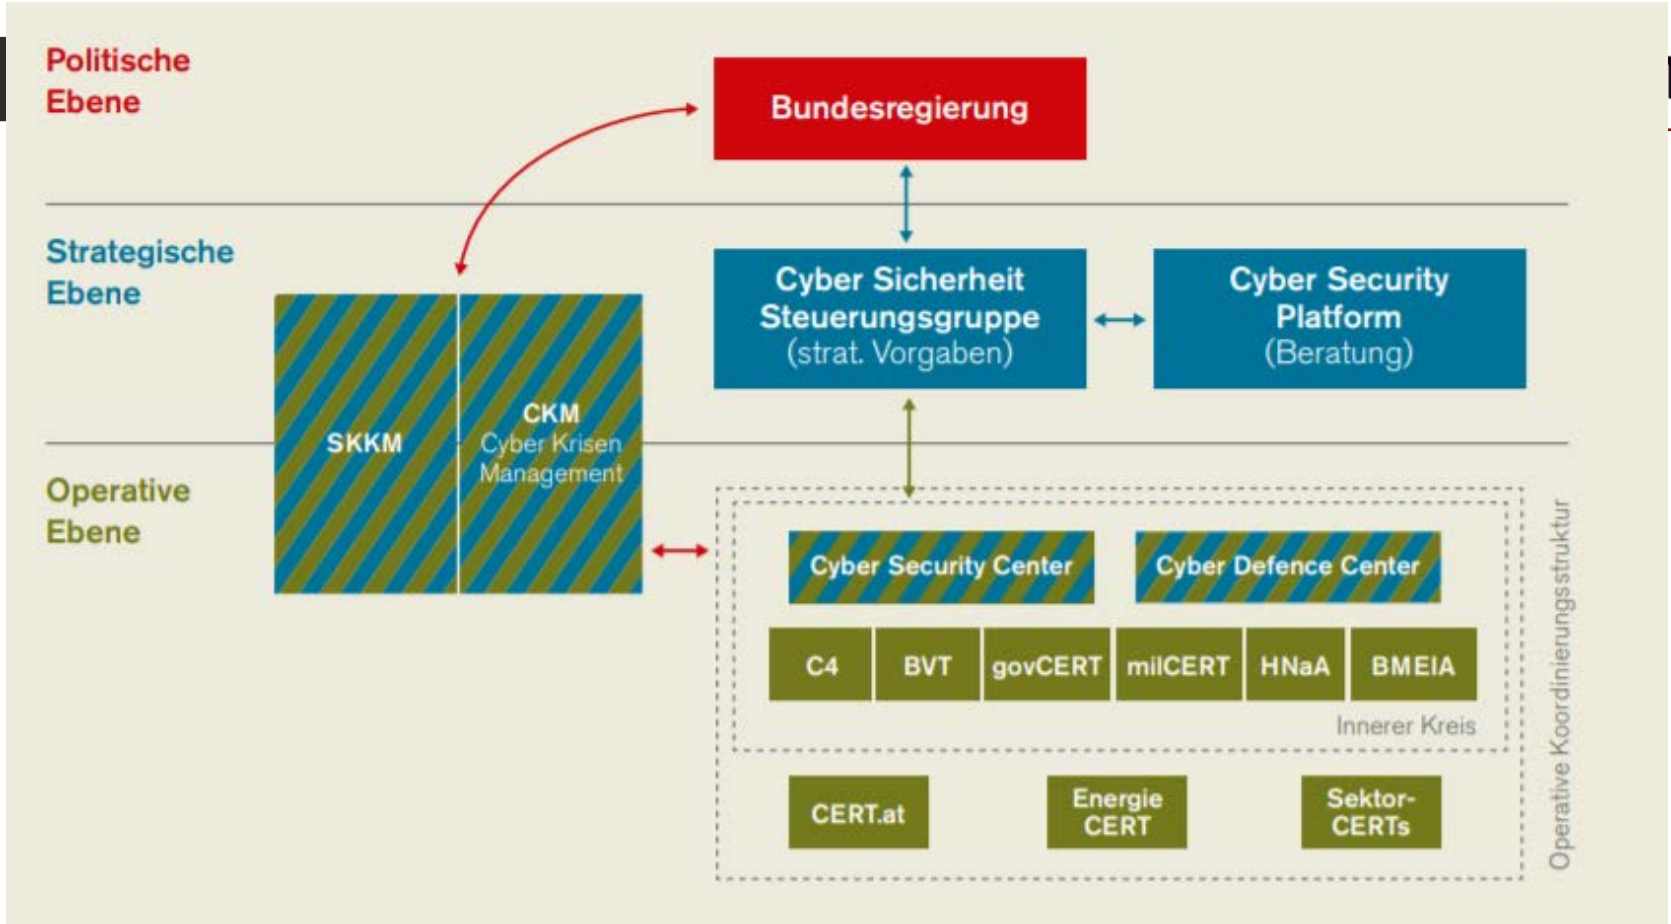 Politische
Ebene
Bundesregierung
Strategische
Ebene
Cyber Sicherheit
Steuerungsgruppe
(strat. Vorgaben)
Cyber Security
Platform
(Beratung)
SKKM
CKM
Cyber Krisen
Management
Operative
Ebene
Cyber Security Center
Cyber Defence Center
C4
BVT
govCERT
milCERT
HNaA
BMEIA
Innerer Kreis
CERT.at
Energie
CERT
Sektor-
CERTs
Operative Koordinierungsstruktur